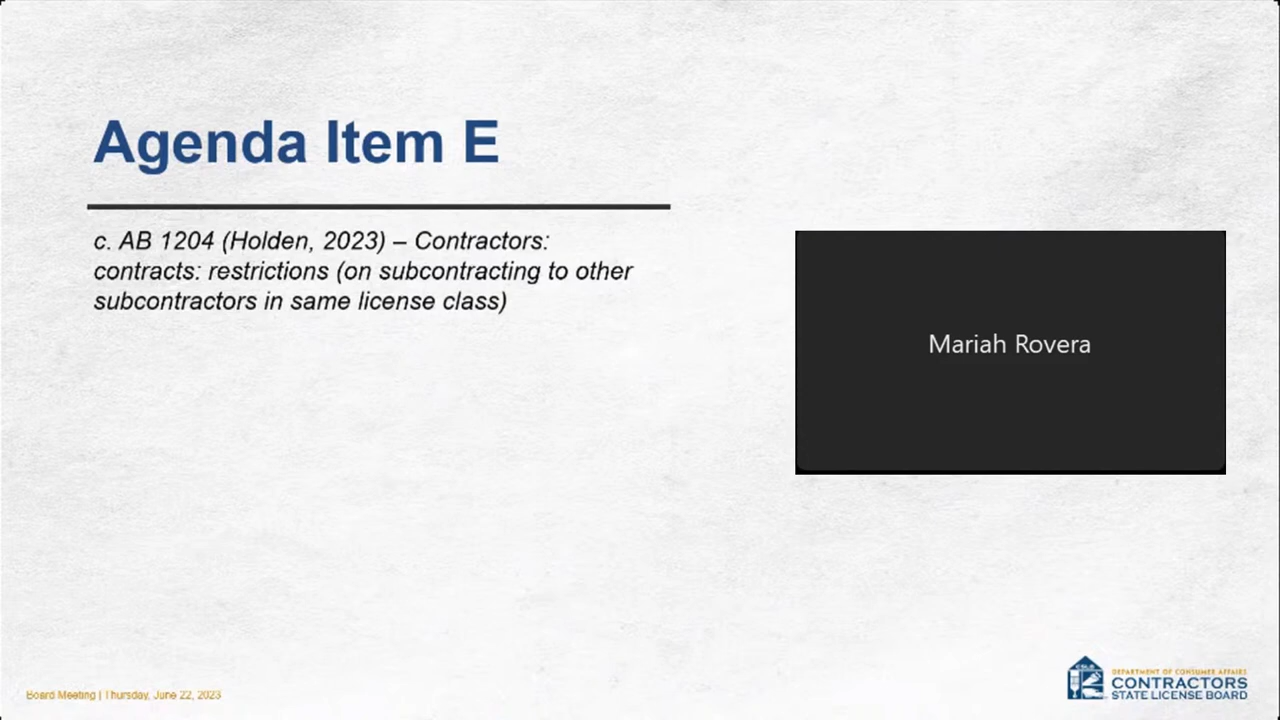 Agenda Item E
c. AB 1204 (Holden, 2023) – Contractors:
contracts: restrictions (on subcontracting to other
subcontractors in same license class)
Mariah Rovera
Board Meeting | Thursday, June 22, 2023
CSLB
DEPARTMENT OF CONSUMER AFFAIRS
CONTRACTORS
STATE LICENSE BOARD